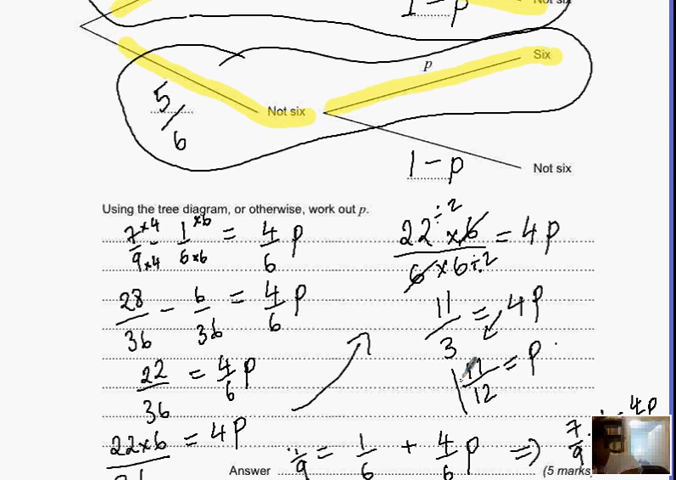 Not six
1 - p
p
Six
5/6
Not six
1 - p
Not six
Using the tree diagram, or otherwise, work out p.
7×4/9×4 - 1×6/6×6 = 4/6 p
28/36 - 6/36 = 4/6 p
22/36 = 4/6 p
22×6/ = 4p
22÷2 ×6/6×6÷2 = 4p
11/3 = 4p
11/12 = p
Answer /9 = 1/6 + 4/6 p ⇒ 7/9 - 4p
(5 marks